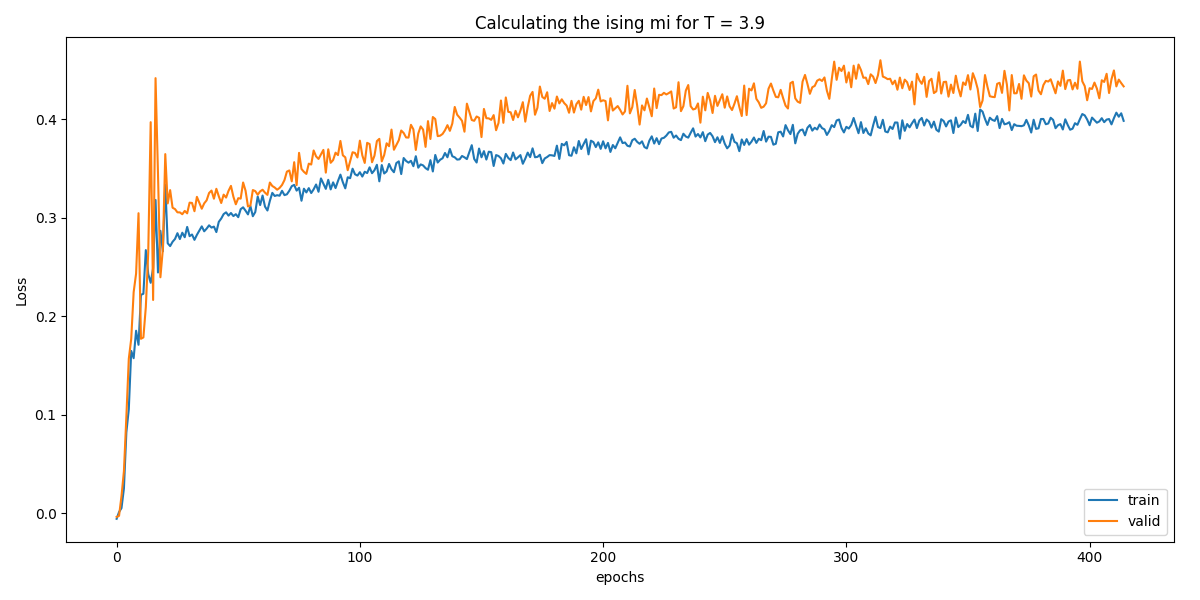 Calculating the ising mi for T = 3.9
0.4
0.3
0.2
0.1
0.0
Loss
0
100
200
300
400
epochs
train
valid